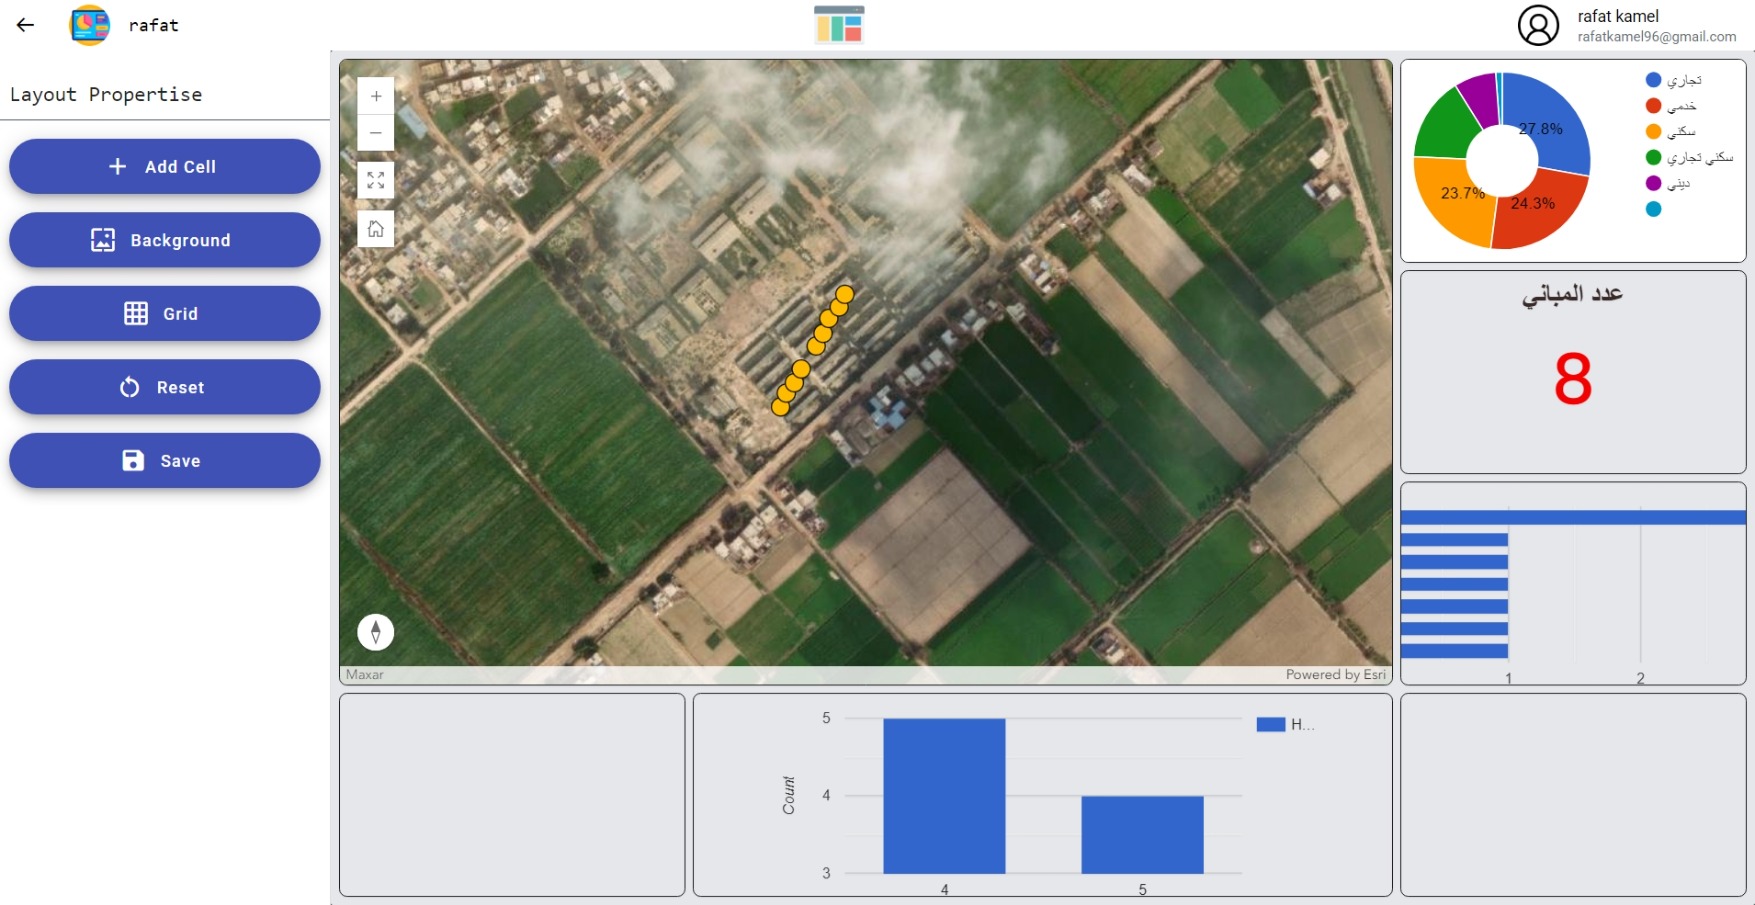 rafat
rafat kamel
rafatkamel96@gmail.com
Layout Propertise
Add Cell
Background
Grid
Reset
Save
Maxar
Powered by Esri
27.8%
24.3%
23.7%
تجاري
خدمي
سكني
سكني تجاري
ديني
عدد المباني
8
1
2
5
4
3
Count
4
5
H...